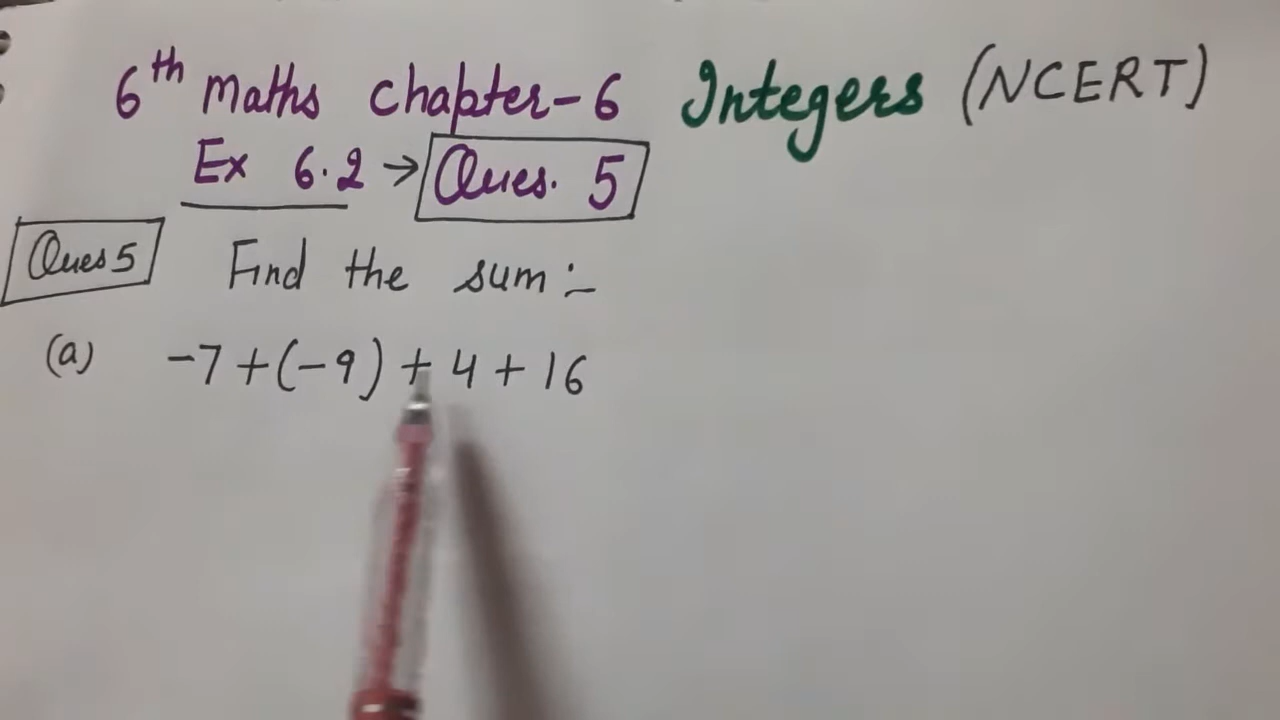 6th Maths chapter-6 Integers (NCERT)
Ex 6.2 → Ques. 5
Ques 5 Find the sum :-
(a) -7 + (-9) + 4 + 16